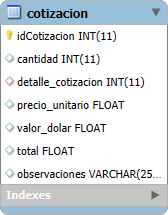 cotizacion
idCotizacion INT(11)
cantidad INT(11)
detalle_cotizacion INT(11)
precio_unitario FLOAT
valor_dolar FLOAT
total FLOAT
observaciones VARCHAR(25...
Indexes